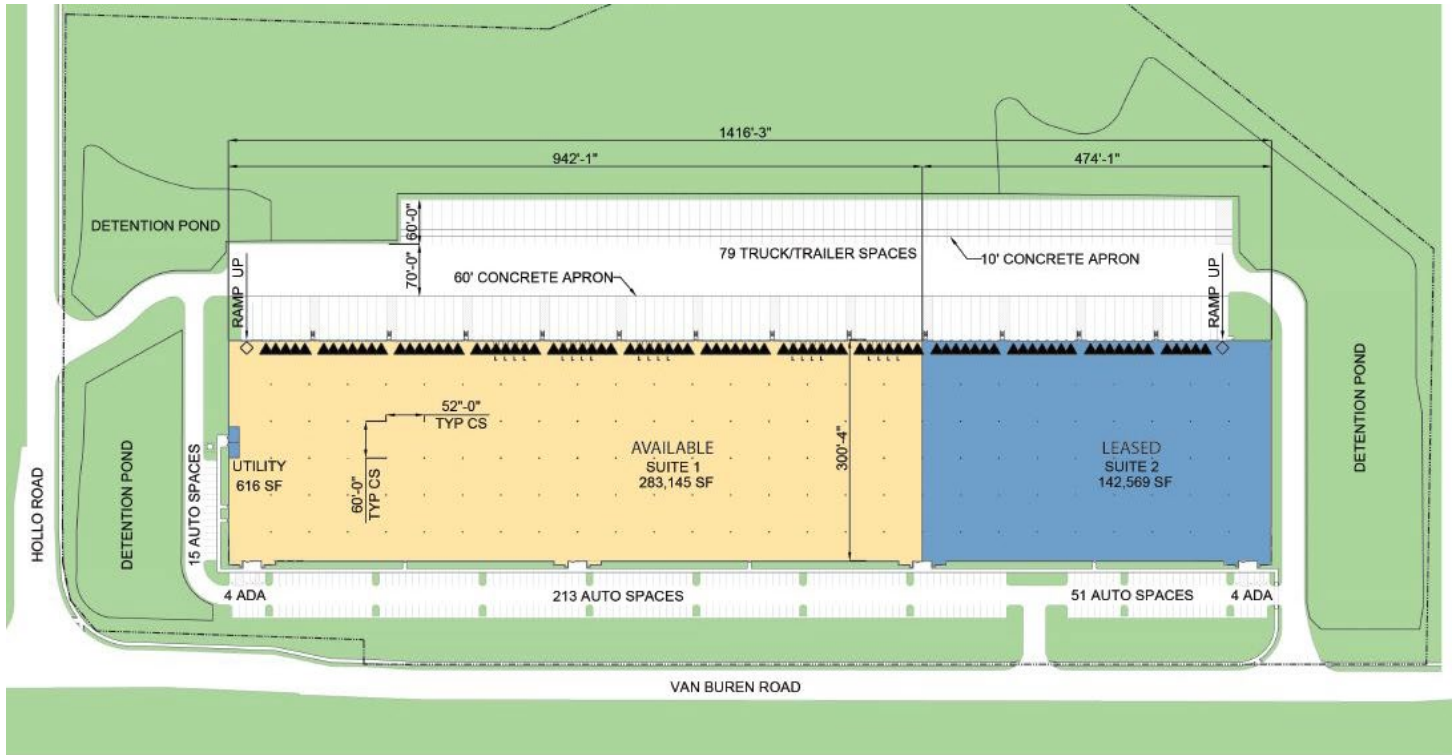 1416'-3"
942'-1"
474'-1"
DETENTION POND
60'-0"
79 TRUCK/TRAILER SPACES
10' CONCRETE APRON
70'-0"
60' CONCRETE APRON
RAMP UP
RAMP UP
52"-0"
TYP CS
60'-0"
TYP CS
UTILITY
616 SF
AVAILABLE
SUITE 1
283,145 SF
300'-4"
LEASED
SUITE 2
142,569 SF
DETENTION POND
HOLLO ROAD
DETENTION POND
15 AUTO SPACES
4 ADA
213 AUTO SPACES
51 AUTO SPACES
4 ADA
VAN BUREN ROAD